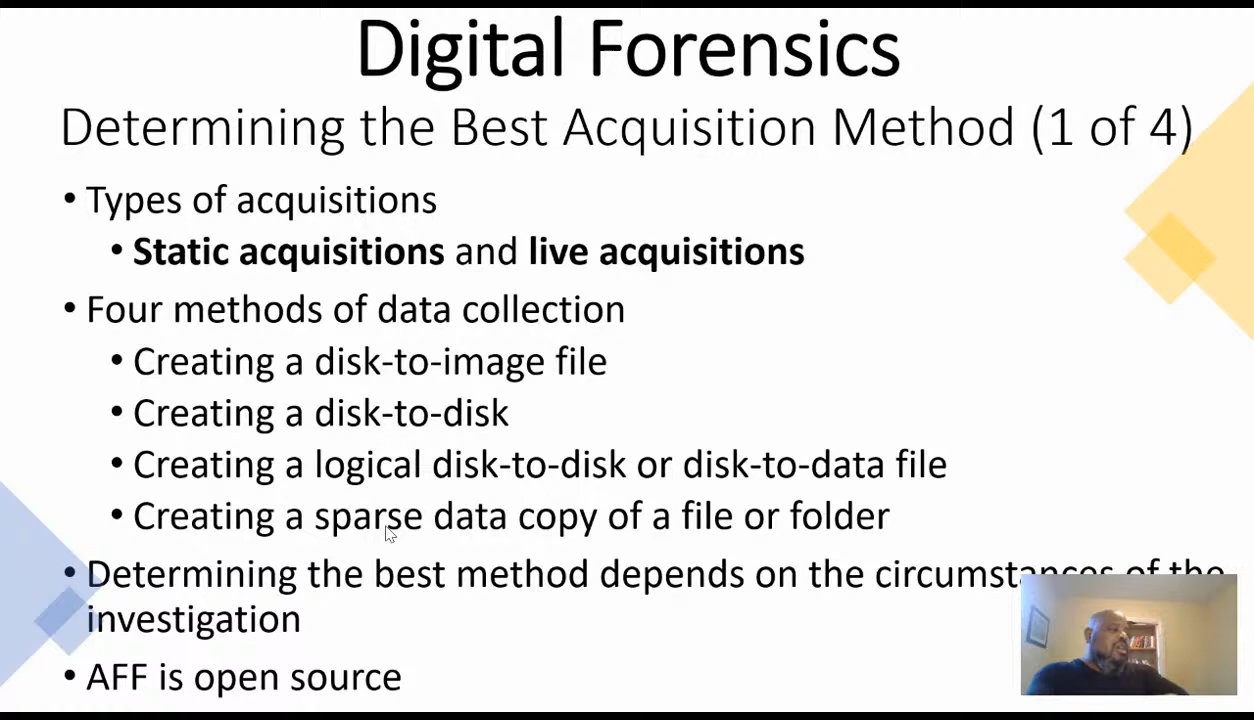 Digital Forensics
Determining the Best Acquisition Method (1 of 4)
• Types of acquisitions
• Static acquisitions and live acquisitions
• Four methods of data collection
• Creating a disk-to-image file
• Creating a disk-to-disk
• Creating a logical disk-to-disk or disk-to-data file
• Creating a sparse data copy of a file or folder
• Determining the best method depends on the circumstances of the
investigation
• AFF is open source